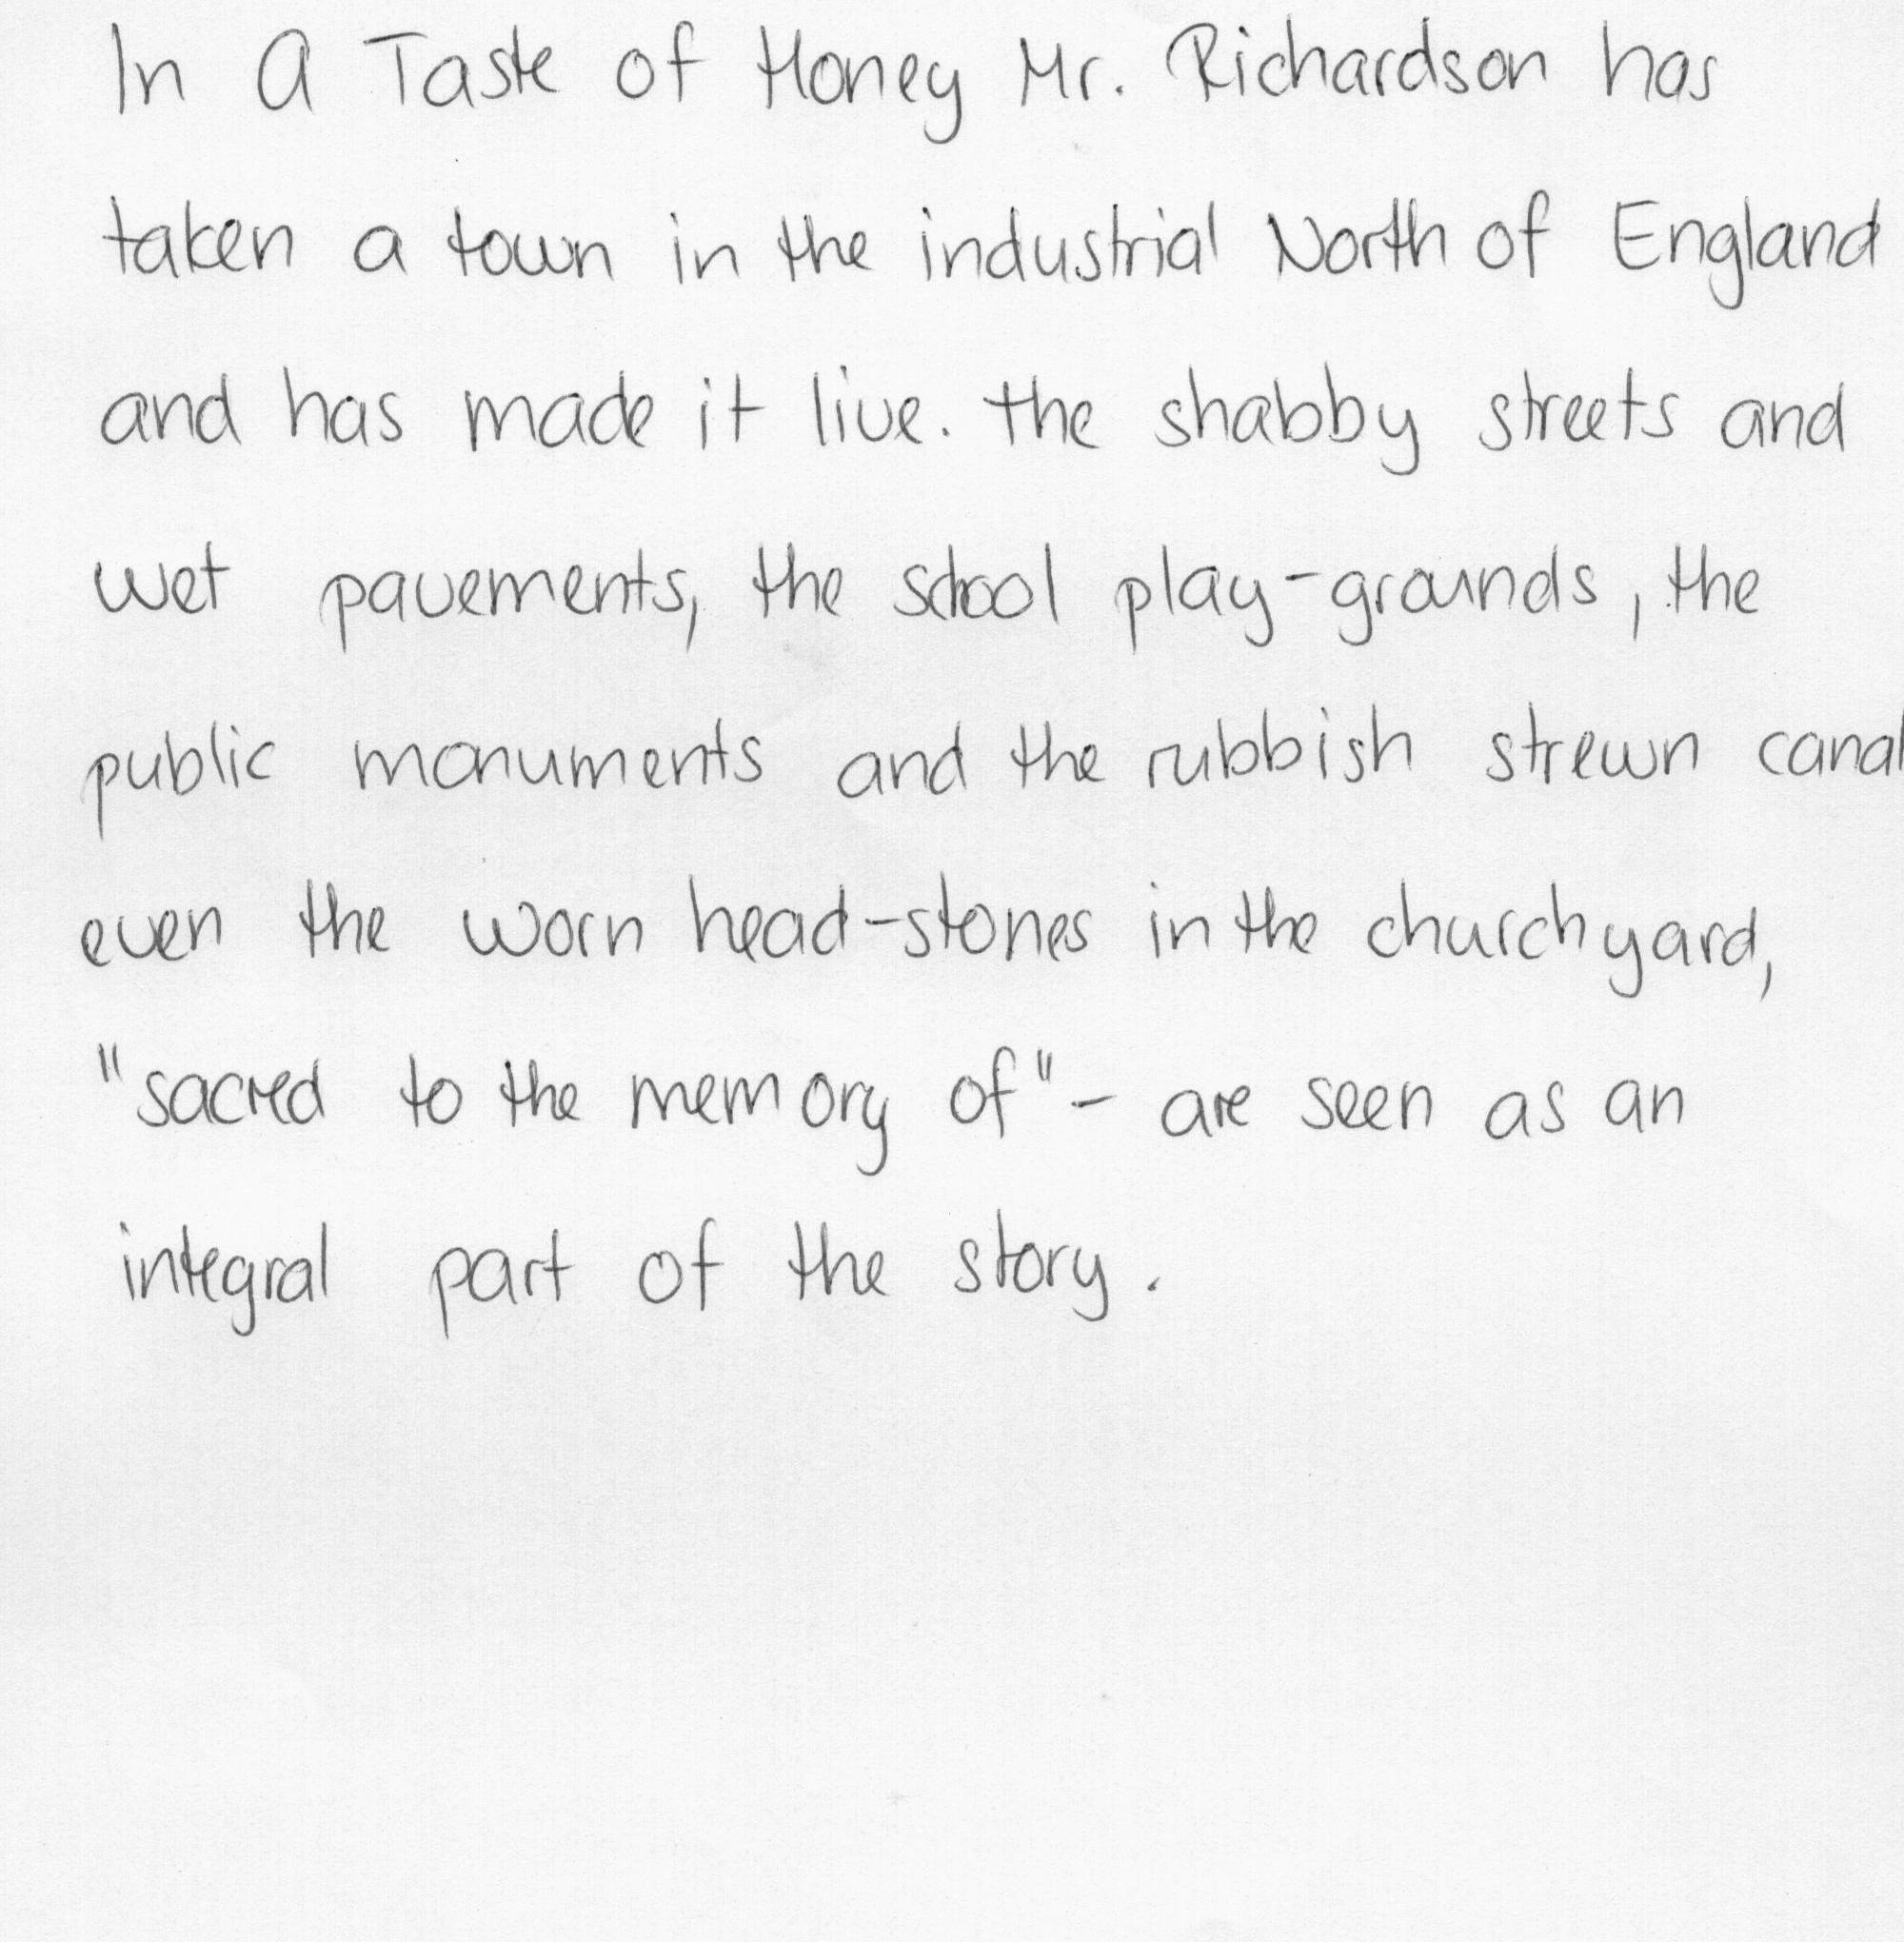 In A Taste of Honey Mr. Richardson has
taken a town in the industrial North of England
and has made it live. the shabby streets and
wet pavements, the school play-grounds, the
public monuments and the rubbish strewn canal
even the worn head-stones in the churchyard,
"sacred to the memory of" - are seen as an
integral part of the story.